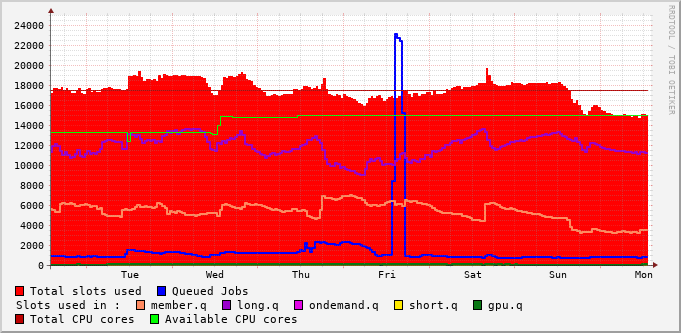 RRDTOOL / TOBI OETIKER
24000
22000
20000
18000
16000
14000
12000
10000
8000
6000
4000
2000
0
Tue Wed Thu Fri Sat Sun Mon
Total slots used Queued Jobs
Slots used in : member.q long.q ondemand.q short.q gpu.q
Total CPU cores Available CPU cores